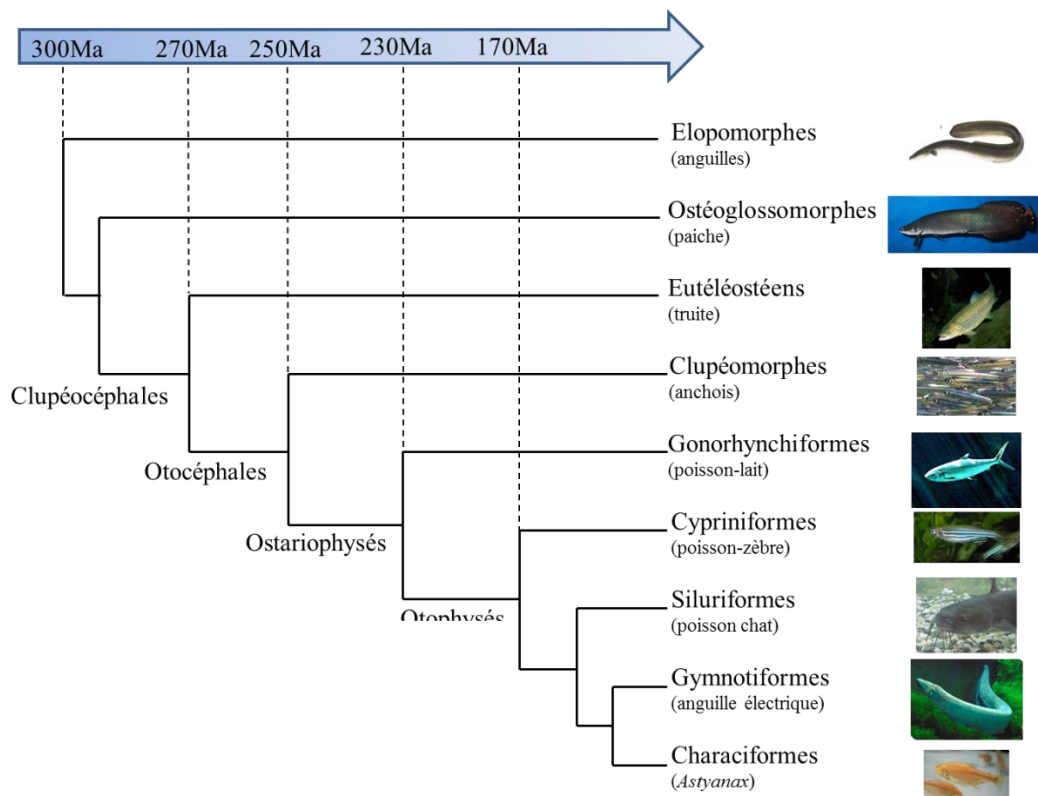 300Ma 270Ma 250Ma 230Ma 170Ma
Elopomorphes
(anguilles)
Ostéoglossomorphes
(paiche)
Eutéléostéens
(truite)
Clupéomorphes
(anchois)
Clupéocéphales
Gonorhynchiformes
(poisson-lait)
Otocéphales
Cypriniformes
(poisson-zèbre)
Ostariophysés
Siluriformes
(poisson chat)
Otophysés
Gymnotiformes
(anguille électrique)
Characiformes
(Astyanax)